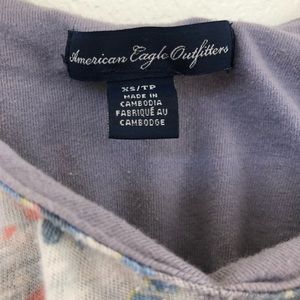 American Eagle Outfitters
XS/TP
MADE IN
CAMBODIA
FABRIQUÉ AU
CAMBODGE